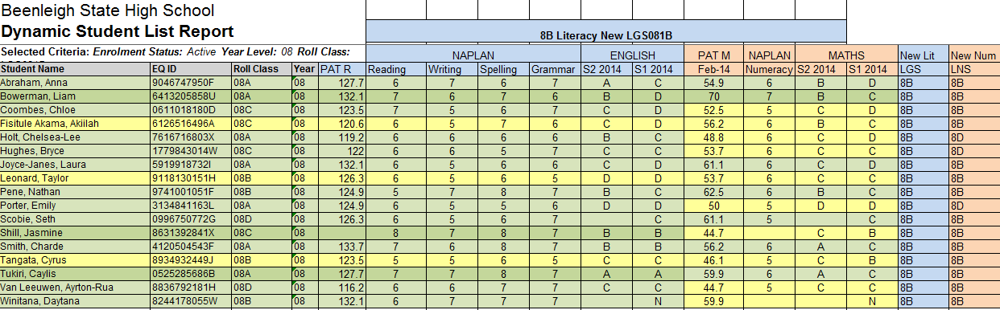 Beenleigh State High School
Dynamic Student List Report
8B Literacy New LGS081B
Selected Criteria: Enrolment Status: Active Year Level: 08 Roll Class:
NAPLAN ENGLISH PAT M NAPLAN MATHS New Lit New Num
Student Name EQ ID Roll Class Year PAT R Reading Writing Spelling Grammar S2 2014 S1 2014 Feb-14 Numeracy S2 2014 S1 2014 LGS LNS
Abraham, Anna 9046747950F 08A 08 127.7 6 7 6 7 A C 54.9 6 B D 8B 8B
Bowerman, Liam 6413205858U 08A 08 132.1 7 6 7 6 B D 70 7 B C 8B 8B
Coombes, Chloe 0611018180D 08C 08 123.5 7 5 6 7 C D 52.5 5 C D 8B 8B
Fisitule Akama, Akiilah 6126516496A 08C 08 120.6 6 5 7 6 C D 56.2 6 B C 8B 8B
Holt, Chelsea-Lee 7616716803X 08A 08 119.2 6 6 6 6 B C 48.8 6 C D 8B 8D
Hughes, Bryce 1779843014W 08C 08 122 6 6 5 7 C C 53.7 6 C D 8B 8D
Joyce-Janes, Laura 5919918732I 08A 08 132.1 6 5 6 6 C D 61.1 6 C C 8B 8B
Leonard, Taylor 9118130151H 08B 08 126.3 6 5 6 5 D D 53.7 6 C C 8B 8B
Pene, Nathan 9741001051F 08B 08 124.9 5 7 8 7 B C 62.5 6 B C 8B 8B
Porter, Emily 3134841163L 08A 08 124.9 6 5 5 6 D D 50 5 D D 8B 8D
Scobie, Seth 0996750772G 08D 08 126.3 6 5 6 7 C 61.1 5 C 8B 8B
Shill, Jasmine 8631392841X 08C 08 8 7 8 7 B B 44.7 C B 8B 8B
Smith, Charde 4120504543F 08A 08 133.7 7 6 8 7 B B 56.2 6 A C 8B 8B
Tangata, Cyrus 8934932449J 08B 08 123.5 5 5 6 5 C C 46.1 5 C B 8B 8B
Tukiri, Caylis 0525285686B 08A 08 127.7 7 7 8 7 A A 59.9 6 A C 8B 8B
Van Leeuwen, Ayrton-Rua 8836792181H 08D 08 116.2 6 6 7 7 C C 44.7 5 C C 8B 8B
Winitana, Daytana 8244178055W 08B 08 132.1 6 7 7 7 N 59.9 N 8B 8B